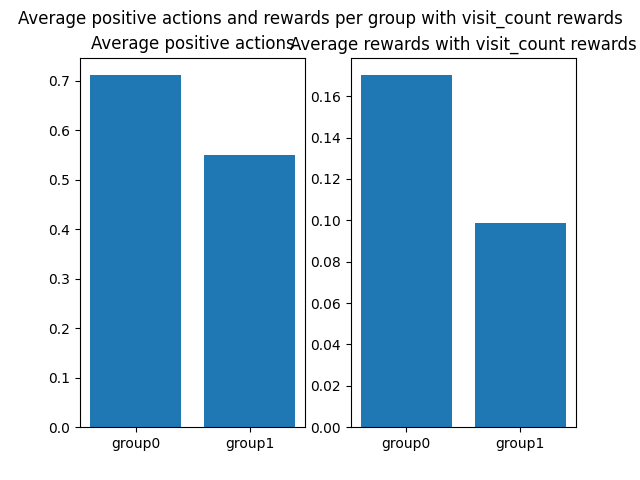 Average positive actions and rewards per group with visit_count rewards
Average positive actions
0.7
0.6
0.5
0.4
0.3
0.2
0.1
0.0
group0
group1
Average rewards with visit_count rewards
0.16
0.14
0.12
0.10
0.08
0.06
0.04
0.02
0.00
group0
group1